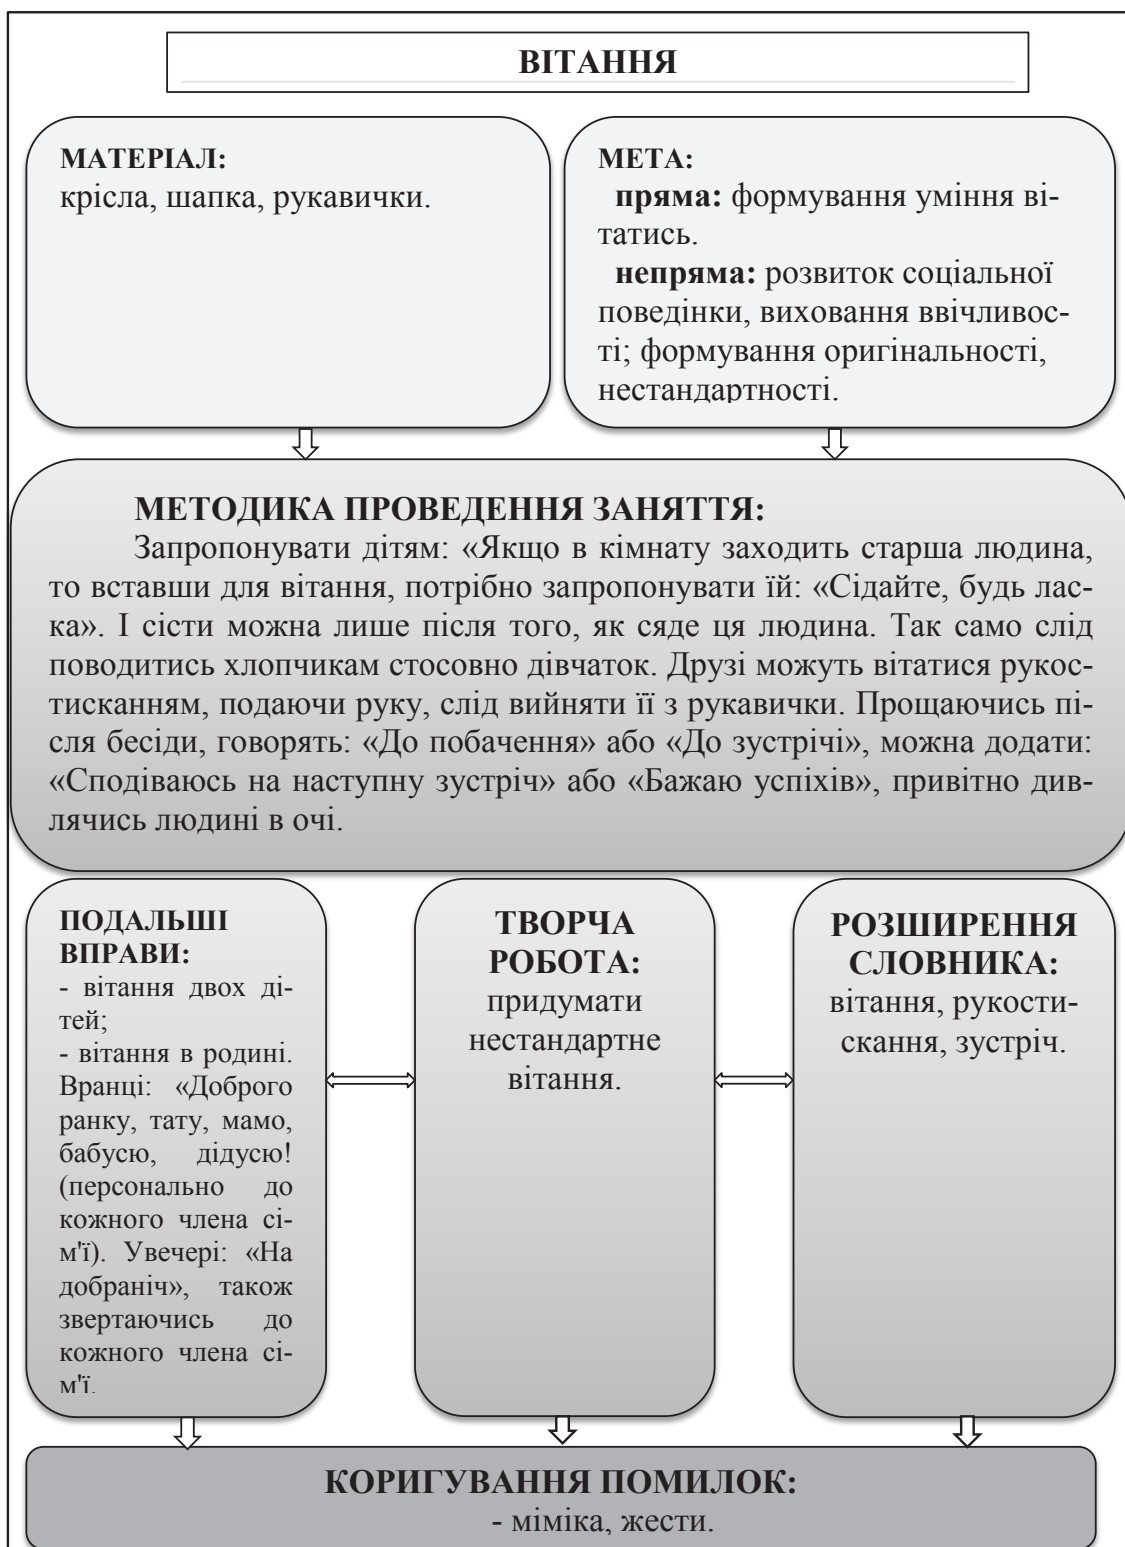 ВІТАННЯ
МАТЕРІАЛ:
крісла, шапка, рукавички.
МЕТА:
пряма: формування уміння ві-
татись.
непряма: розвиток соціальної
поведінки, виховання ввічливос-
ті; формування оригінальності,
нестандартності.
МЕТОДИКА ПРОВЕДЕННЯ ЗАНЯТТЯ:
Запропонувати дітям: «Якщо в кімнату заходить старша людина,
то вставши для вітання, потрібно запропонувати їй: «Сідайте, будь лас-
ка». І сісти можна лише після того, як сяде ця людина. Так само слід
поводитись хлопчикам стосовно дівчаток. Друзі можуть вітатися рукос-
тисканням, подаючи руку, слід вийняти її з рукавички. Прощаючись пі-
сля бесіди, говорять: «До побачення» або «До зустрічі», можна додати:
«Сподіваюсь на наступну зустріч» або «Бажаю успіхів», привітно див-
лячись людині в очі.
ПОДАЛЬШІ
ВПРАВИ:
- вітання двох ді-
тей;
- вітання в родині.
Вранці: «Доброго
ранку, тату, мамо,
бабусю, дідусю!
(персонально до
кожного члена сі-
м'ї). Увечері: «На
добраніч», також
звертаючись до
кожного члена сі-
м'ї.
ТВОРЧА
РОБОТА:
придумати
нестандартне
вітання.
РОЗШИРЕННЯ
СЛОВНИКА:
вітання, рукости-
скання, зустріч.
КОРИГУВАННЯ ПОМИЛОК:
- міміка, жести.